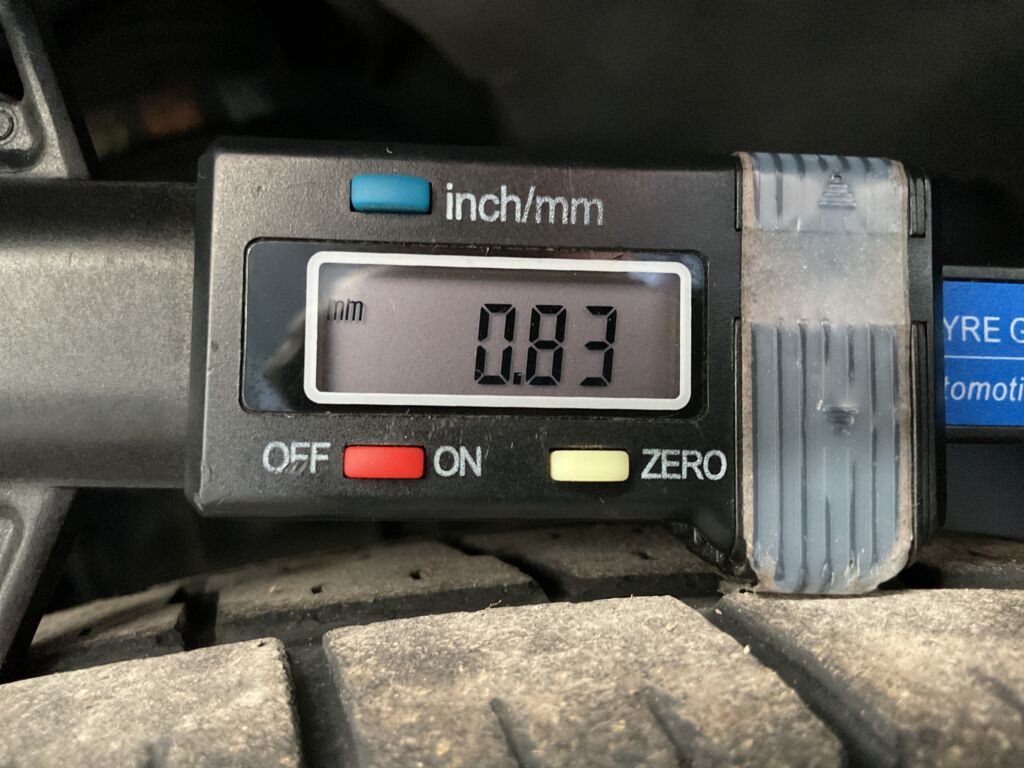 inch/mm
mm
0.83
OFF ON ZERO
YRE G
tomoti